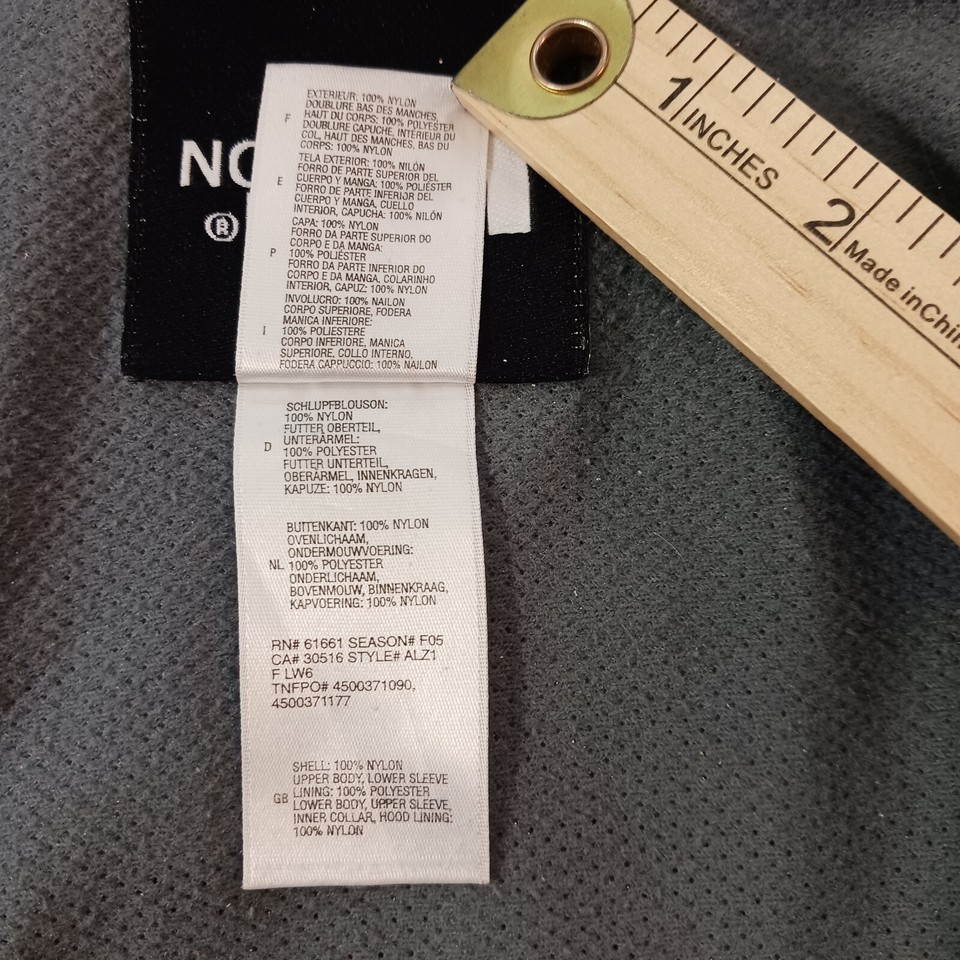 NO
®
EXTERIEUR: 100% NYLON
DOUBLURE BAS DES MANCHES,
HAUT DU CORPS: 100% POLYESTER
F DOUBLURE CAPUCHE, INTERIEUR DU
COL, HAUT DES MANCHES, BAS DU
CORPS: 100% NYLON
TELA EXTERIOR: 100% NILÓN
FORRO DE PARTE SUPERIOR DEL
E CUERPO Y MANGA: 100% POLIÉSTER
FORRO DE PARTE INFERIOR DEL
CUERPO Y MANGA, CUELLO
INTERIOR, CAPUCHA: 100% NILÓN
CAPA: 100% NYLON
FORRO DA PARTE SUPERIOR DO
CORPO E DA MANGA:
P 100% POLIÉSTER
FORRO DA PARTE INFERIOR DO
CORPO E DA MANGA, COLARINHO
INTERIOR, CAPUZ: 100% NYLON
INVOLUCRO: 100% NAILON
CORPO SUPERIORE, FODERA
MANICA INFERIORE:
I 100% POLIESTERE
CORPO INFERIORE, MANICA
SUPERIORE, COLLO INTERNO,
FODERA CAPPUCCIO: 100% NAILON
SCHLUPFBLOUSON:
100% NYLON
FUTTER OBERTEIL,
D UNTERÄRMEL:
100% POLYESTER
FUTTER UNTERTEIL,
OBERÄRMEL, INNENKRAGEN,
KAPUZE: 100% NYLON
BUITENKANT: 100% NYLON
OVENLICHAAM,
ONDERMOUWVOERING:
NL 100% POLYESTER
ONDERLICHAAM,
BOVENMOUW, BINNENKRAAG,
KAPVOERING: 100% NYLON
RN# 61661 SEASON# F05
CA# 30516 STYLE# ALZ1
F LW6
TNFPO# 4500371090,
4500371177
SHELL: 100% NYLON
UPPER BODY, LOWER SLEEVE
LINING: 100% POLYESTER
GB LOWER BODY, UPPER SLEEVE,
INNER COLLAR, HOOD LINING:
100% NYLON
1 INCHES
2 Made in Chin